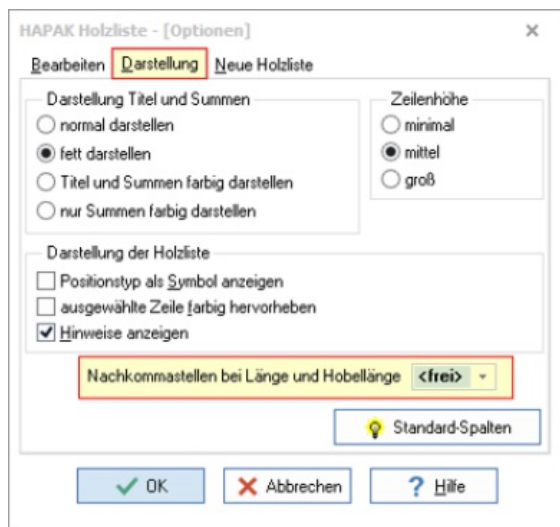 HAPAK Holzliste - [Optionen]
Bearbeiten Darstellung Neue Holzliste
Darstellung Titel und Summen
normal darstellen
fett darstellen
Titel und Summen farbig darstellen
nur Summen farbig darstellen
Zeilenhöhe
minimal
mittel
groß
Darstellung der Holzliste
Positionstyp als Symbol anzeigen
ausgewählte Zeile farbig hervorheben
Hinweise anzeigen
Nachkommastellen bei Länge und Hobellänge <frei>
Standard-Spalten
OK Abbrechen ? Hilfe